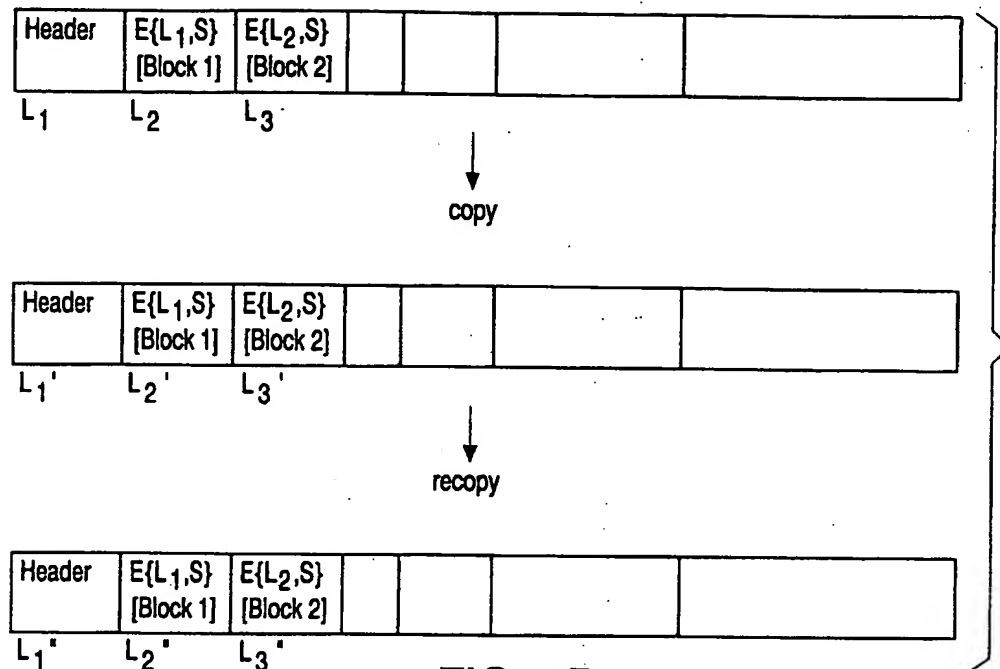 Header E{L1,S} E{L2,S}
[Block 1] [Block 2]
L1 L2 L3
copy
Header E{L1,S} E{L2,S}
[Block 1] [Block 2]
L1' L2' L3'
recopy
Header E{L1,S} E{L2,S}
[Block 1] [Block 2]
L1" L2" L3"